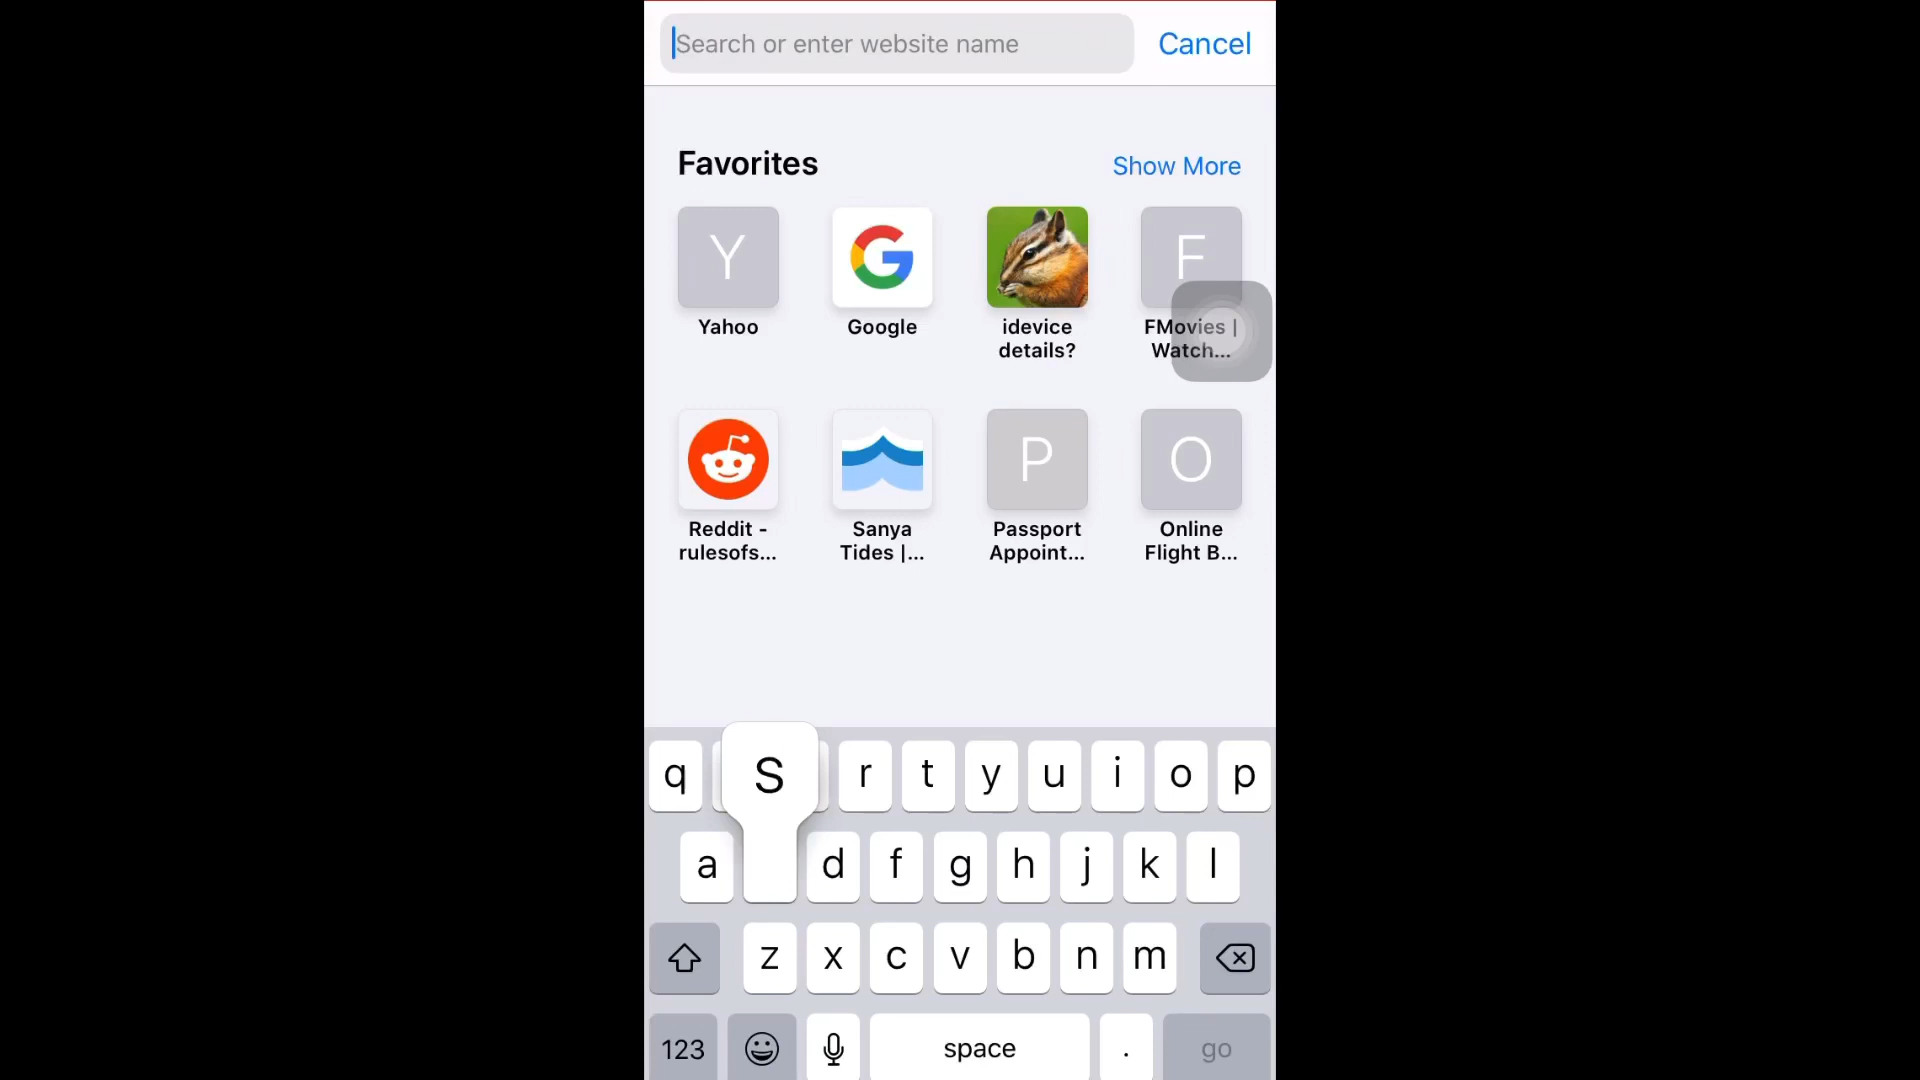 Search or enter website name Cancel
Favorites Show More
Y G F
Yahoo Google idevice details? FMovies | Watch...
P O
Reddit - rulesofs... Sanya Tides |... Passport Appoint... Online Flight B...
q S r t y u i o p
a d f g h j k l
z x c v b n m
123 space . go